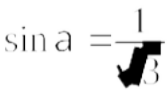 sin a = 1/√3